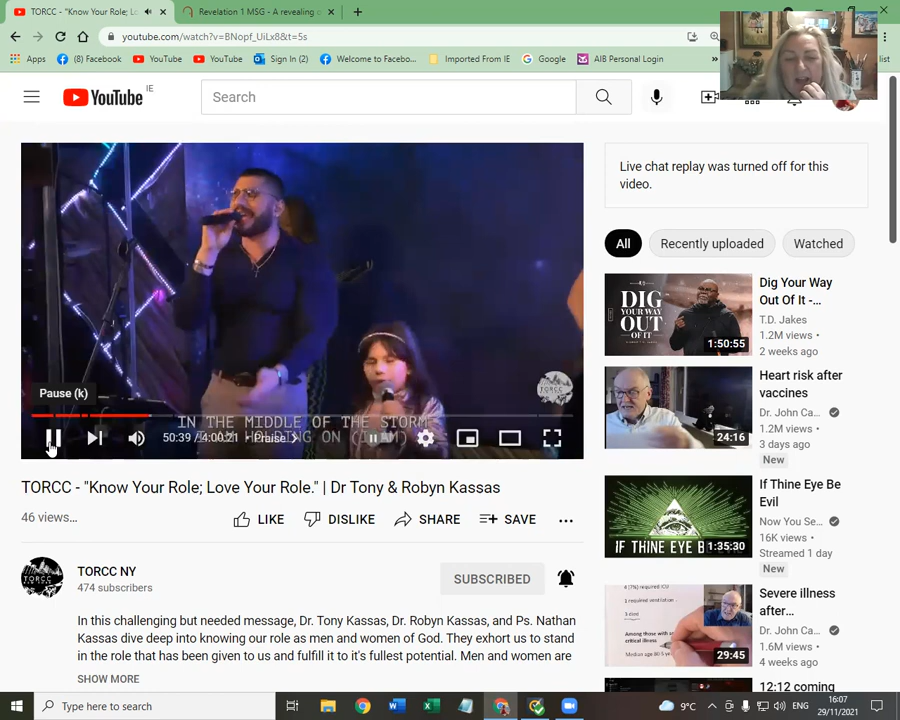 TORCC - "Know Your Role; Lo
Revelation 1 MSG - A revealing o
youtube.com/watch?v=BNopf_UiLx8&t=5s
Apps
(8) Facebook
YouTube
YouTube
Sign In (2)
Welcome to Facebo...
Imported From IE
Google
AIB Personal Login
»
list
YouTube
IE
Search
Pause (k)
IN THE MIDDLE OF THE STORM
50:39 / 4:00:21 • Praise >
TORCC
TORCC - "Know Your Role; Love Your Role." | Dr Tony & Robyn Kassas
46 views...
LIKE
DISLIKE
SHARE
SAVE
...
TORCC
TORCC NY
474 subscribers
SUBSCRIBED
In this challenging but needed message, Dr. Tony Kassas, Dr. Robyn Kassas, and Ps. Nathan
Kassas dive deep into knowing our role as men and women of God. They exhort us to stand
in the role that has been given to us and fulfill it to it's fullest potential. Men and women are
SHOW MORE
Live chat replay was turned off for this
video.
All
Recently uploaded
Watched
DIG
YOUR WAY
OUT
OF IT
1:50:55
Dig Your Way
Out Of It -...
T.D. Jakes
1.2M views •
2 weeks ago
24:16
Heart risk after
vaccines
Dr. John Ca...
1.2M views •
3 days ago
New
IF THINE EYE B
1:35:30
If Thine Eye Be
Evil
Now You Se...
16K views •
Streamed 1 day
New
29:45
Severe illness
after...
Dr. John Ca...
1.6M views •
4 weeks ago
12:12 coming
Type here to search
9°C
16:07
29/11/2021